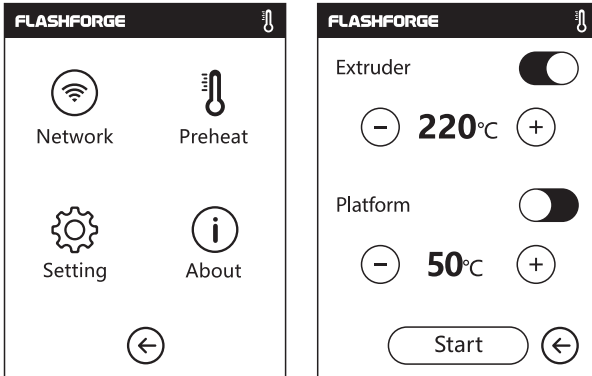 FLASHFORGE
Network Preheat
Setting About
FLASHFORGE
Extruder
− 220℃ +
Platform
− 50℃ +
Start